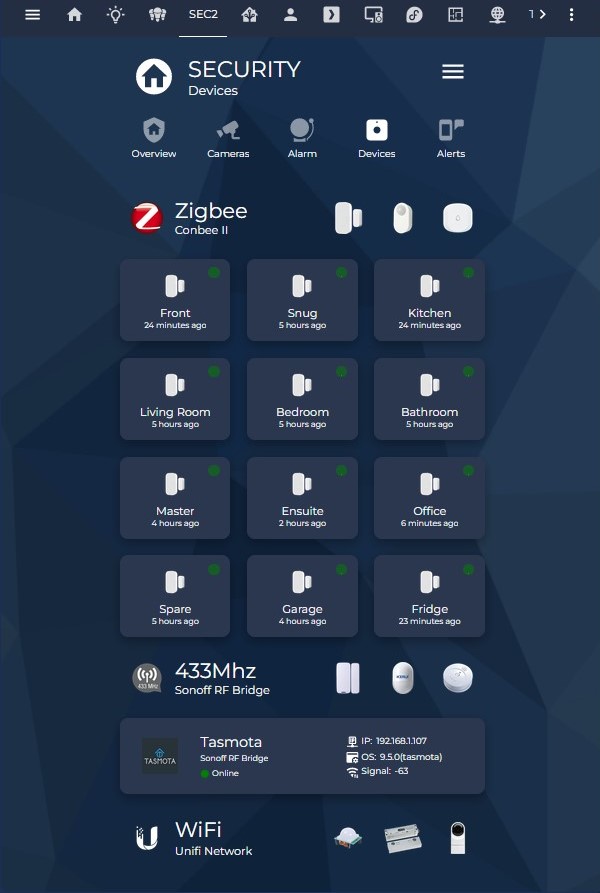 SEC2
SECURITY
Devices
Overview
Cameras
Alarm
Devices
Alerts
Zigbee
Conbee II
Front
24 minutes ago
Snug
5 hours ago
Kitchen
24 minutes ago
Living Room
5 hours ago
Bedroom
5 hours ago
Bathroom
5 hours ago
Master
4 hours ago
Ensuite
2 hours ago
Office
6 minutes ago
Spare
5 hours ago
Garage
4 hours ago
Fridge
23 minutes ago
433 MHz
433Mhz
Sonoff RF Bridge
TASMOTA
Tasmota
Sonoff RF Bridge
Online
IP: 192.168.1.107
OS: 9.5.0(tasmota)
Signal: -63
WiFi
Unifi Network